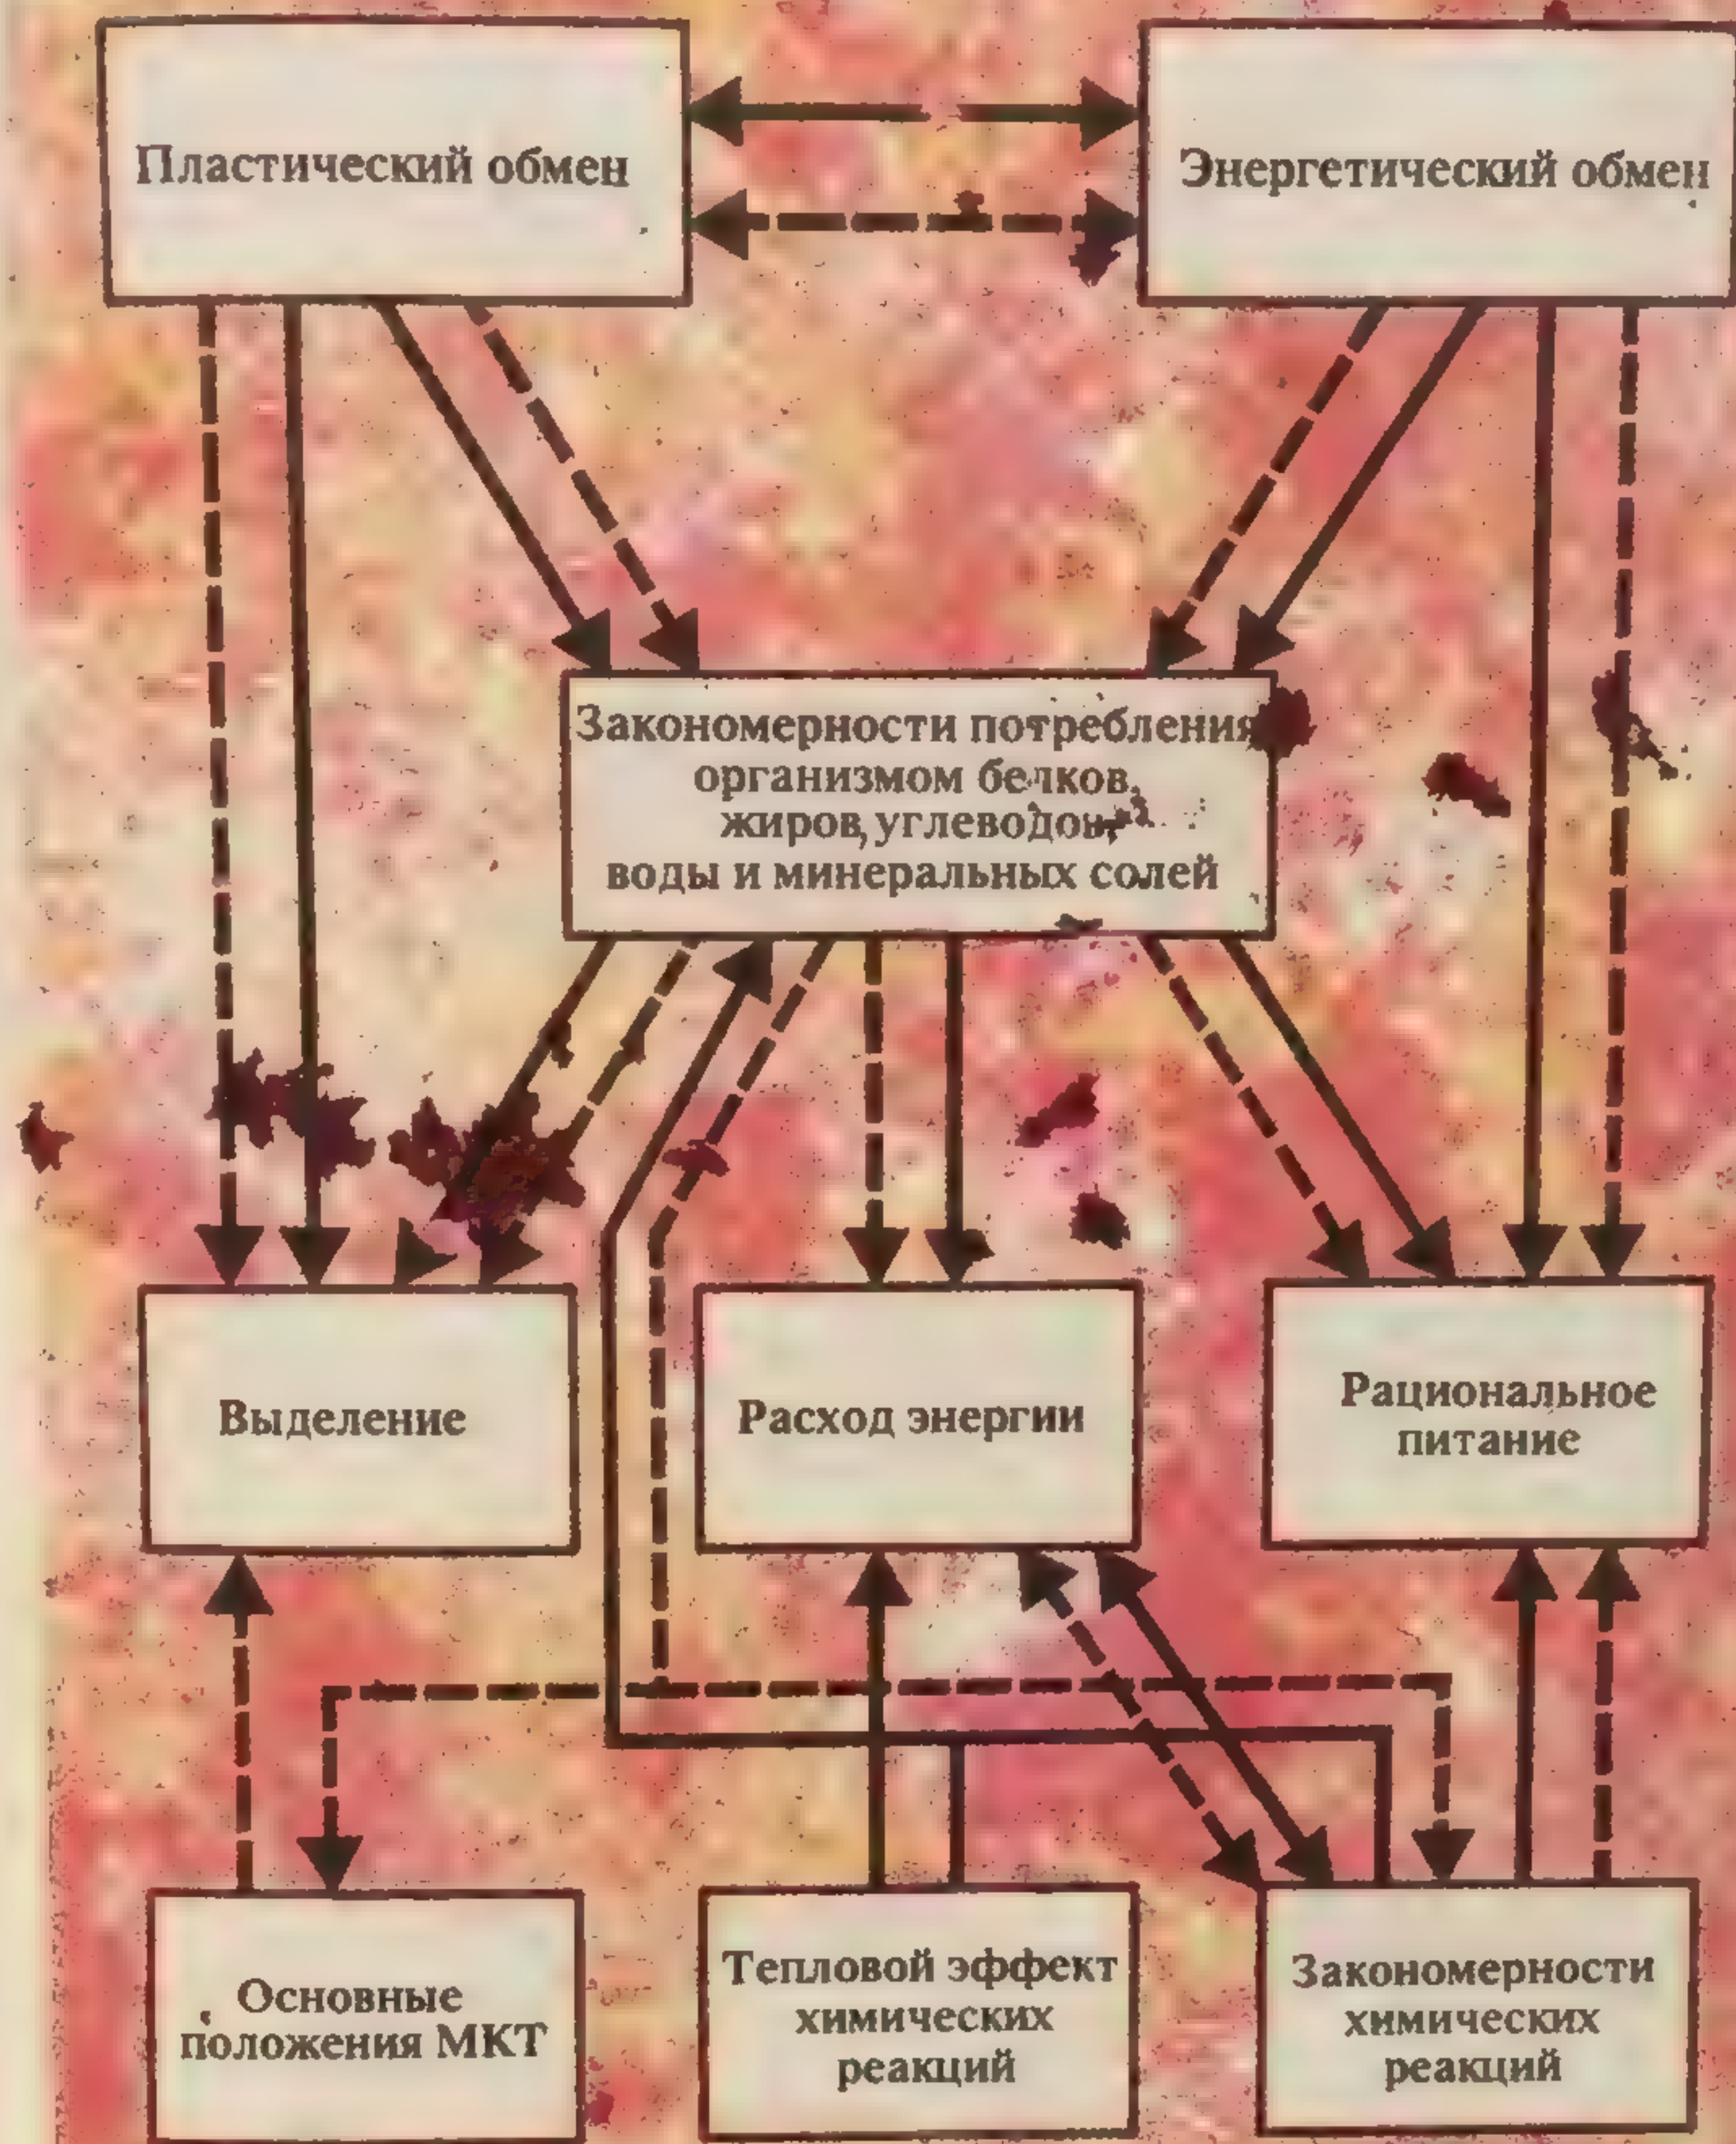 Пластический обмен
Энергетический обмен
Закономерности потребления
организмом белков,
жиров, углеводов,
воды и минеральных солей
Выделение
Расход энергии
Рациональное
питание
Основные
положения МКТ
Тепловой эффект
химических
реакций
Закономерности
химических
реакций